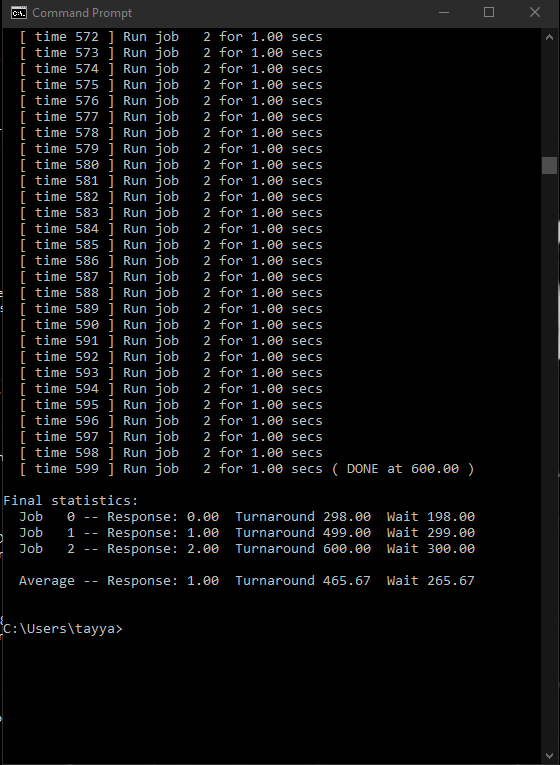 Command Prompt
[ time 572 ] Run job   2 for 1.00 secs
[ time 573 ] Run job   2 for 1.00 secs
[ time 574 ] Run job   2 for 1.00 secs
[ time 575 ] Run job   2 for 1.00 secs
[ time 576 ] Run job   2 for 1.00 secs
[ time 577 ] Run job   2 for 1.00 secs
[ time 578 ] Run job   2 for 1.00 secs
[ time 579 ] Run job   2 for 1.00 secs
[ time 580 ] Run job   2 for 1.00 secs
[ time 581 ] Run job   2 for 1.00 secs
[ time 582 ] Run job   2 for 1.00 secs
[ time 583 ] Run job   2 for 1.00 secs
[ time 584 ] Run job   2 for 1.00 secs
[ time 585 ] Run job   2 for 1.00 secs
[ time 586 ] Run job   2 for 1.00 secs
[ time 587 ] Run job   2 for 1.00 secs
[ time 588 ] Run job   2 for 1.00 secs
[ time 589 ] Run job   2 for 1.00 secs
[ time 590 ] Run job   2 for 1.00 secs
[ time 591 ] Run job   2 for 1.00 secs
[ time 592 ] Run job   2 for 1.00 secs
[ time 593 ] Run job   2 for 1.00 secs
[ time 594 ] Run job   2 for 1.00 secs
[ time 595 ] Run job   2 for 1.00 secs
[ time 596 ] Run job   2 for 1.00 secs
[ time 597 ] Run job   2 for 1.00 secs
[ time 598 ] Run job   2 for 1.00 secs
[ time 599 ] Run job   2 for 1.00 secs ( DONE at 600.00 )
Final statistics:
  Job   0 -- Response: 0.00  Turnaround 298.00  Wait 198.00
  Job   1 -- Response: 1.00  Turnaround 499.00  Wait 299.00
  Job   2 -- Response: 2.00  Turnaround 600.00  Wait 300.00
  Average -- Response: 1.00  Turnaround 465.67  Wait 265.67
C:\Users\tayya>